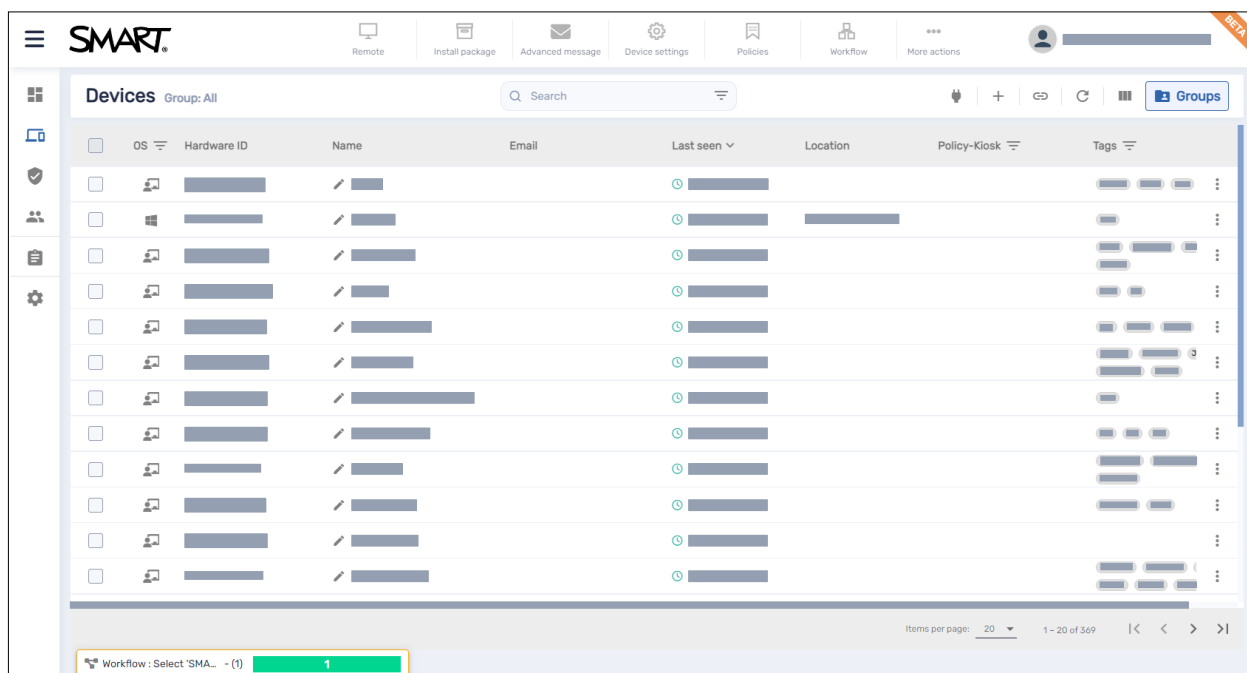 SMART
Remote
Install package
Advanced message
Device settings
Policies
Workflow
More actions
BETA
Devices Group: All
Search
Groups
OS Hardware ID Name Email Last seen Location Policy-Kiosk Tags
J
Items per page: 20 1 – 20 of 369
Workflow : Select 'SMA... - (1) 1